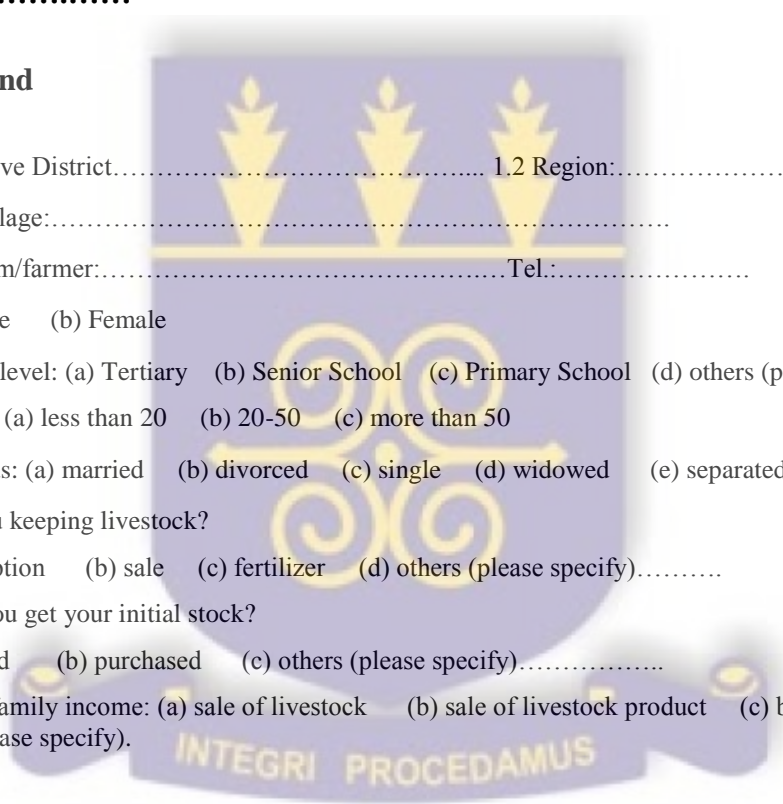 nd
ve District…………………………………….... 1.2 Region:………………
lage:…………………………………………………………….
m/farmer:………………………………………..…Tel.:………………….
e (b) Female
level: (a) Tertiary (b) Senior School (c) Primary School (d) others (p
(a) less than 20 (b) 20-50 (c) more than 50
s: (a) married (b) divorced (c) single (d) widowed (e) separated
u keeping livestock?
otion (b) sale (c) fertilizer (d) others (please specify)……….
ou get your initial stock?
d (b) purchased (c) others (please specify)……………..
family income: (a) sale of livestock (b) sale of livestock product (c) b
ase specify).
INTEGRI PROCEDAMUS